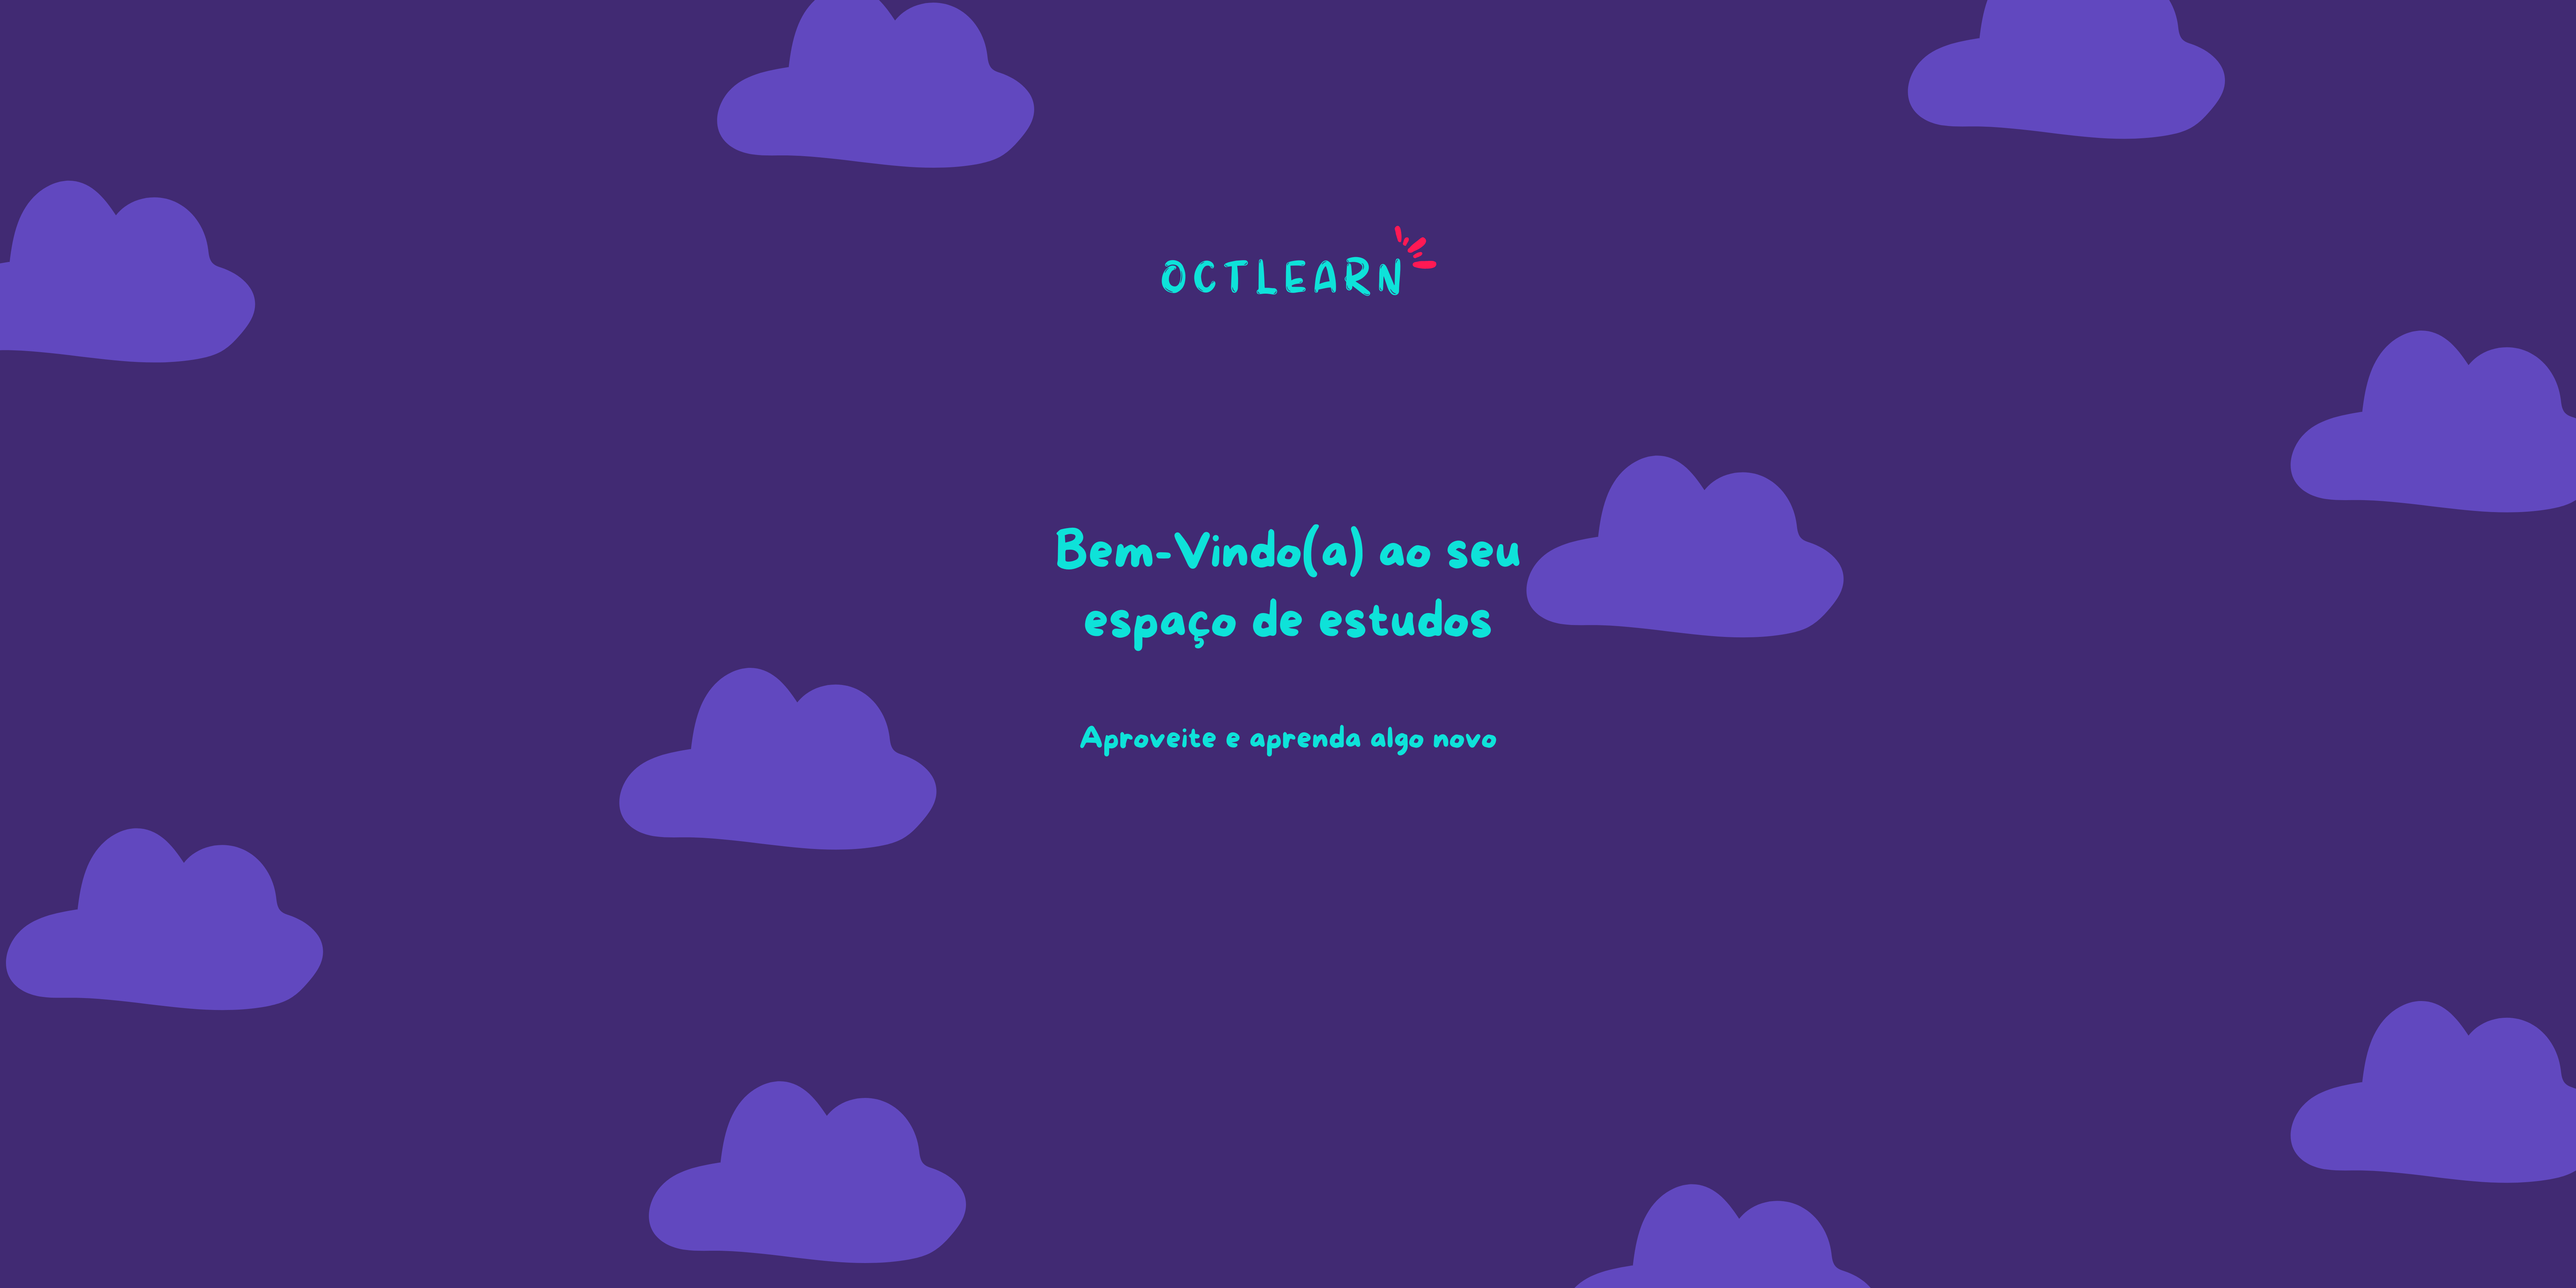 OCTLEARN
Bem-Vindo(a) ao seu
espaço de estudos
Aproveite e aprenda algo novo